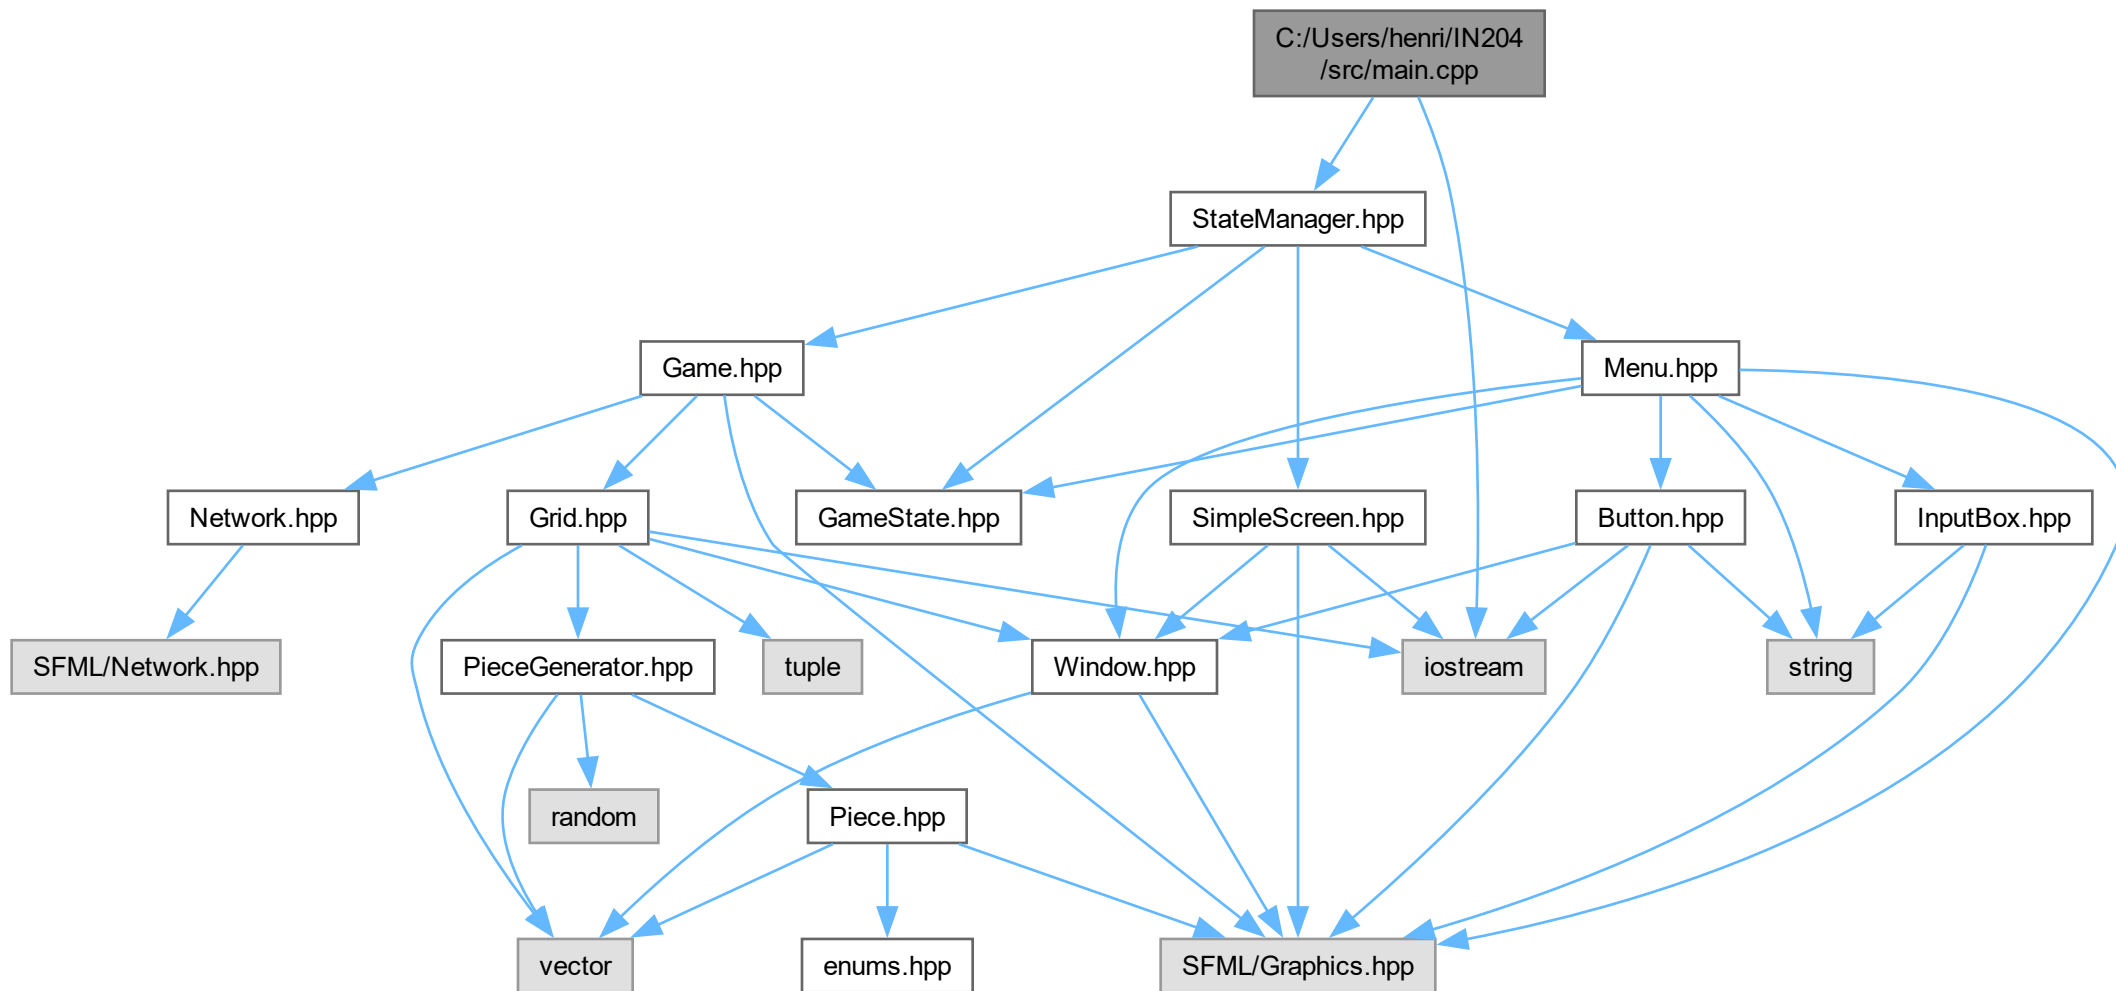 C:/Users/henri/IN204
/src/main.cpp
StateManager.hpp
Game.hpp
Menu.hpp
Network.hpp
Grid.hpp
GameState.hpp
SimpleScreen.hpp
Button.hpp
InputBox.hpp
SFML/Network.hpp
PieceGenerator.hpp
tuple
Window.hpp
iostream
string
random
Piece.hpp
vector
enums.hpp
SFML/Graphics.hpp